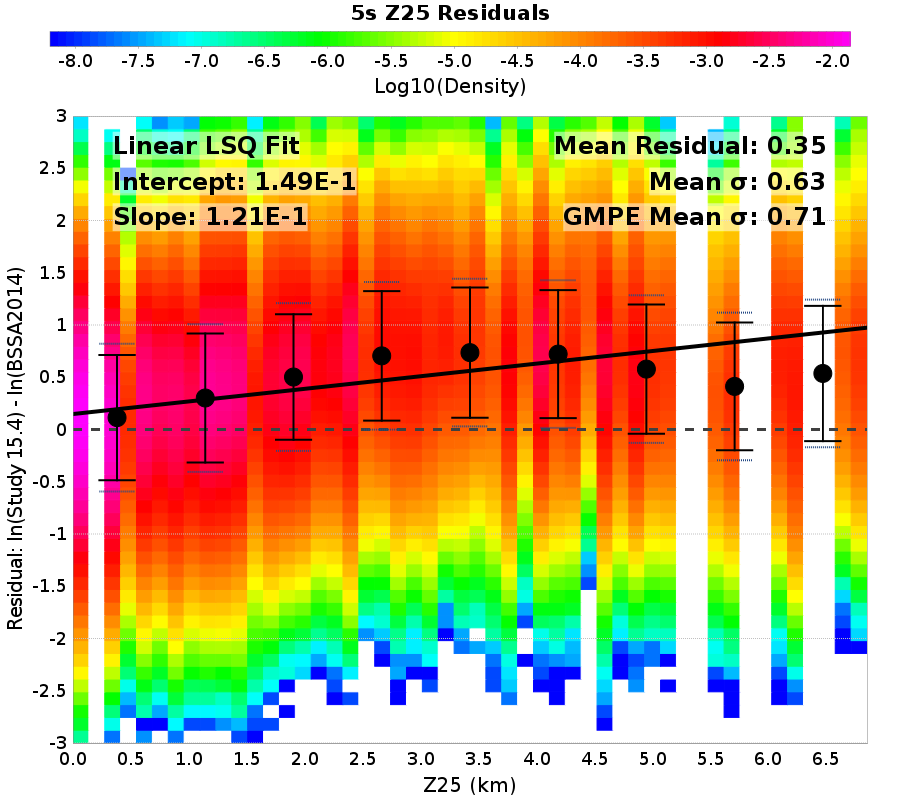 5s Z25 Residuals
-8.0 -7.5 -7.0 -6.5 -6.0 -5.5 -5.0 -4.5 -4.0 -3.5 -3.0 -2.5 -2.0
Log10(Density)
Linear LSQ Fit
Intercept: 1.49E-1
Slope: 1.21E-1
Mean Residual: 0.35
Mean σ: 0.63
GMPE Mean σ: 0.71
Residual: ln(Study 15.4) - ln(BSSA2014)
3
2.5
2
1.5
1
0.5
0
-0.5
-1
-1.5
-2
-2.5
-3
0.0 0.5 1.0 1.5 2.0 2.5 3.0 3.5 4.0 4.5 5.0 5.5 6.0 6.5
Z25 (km)